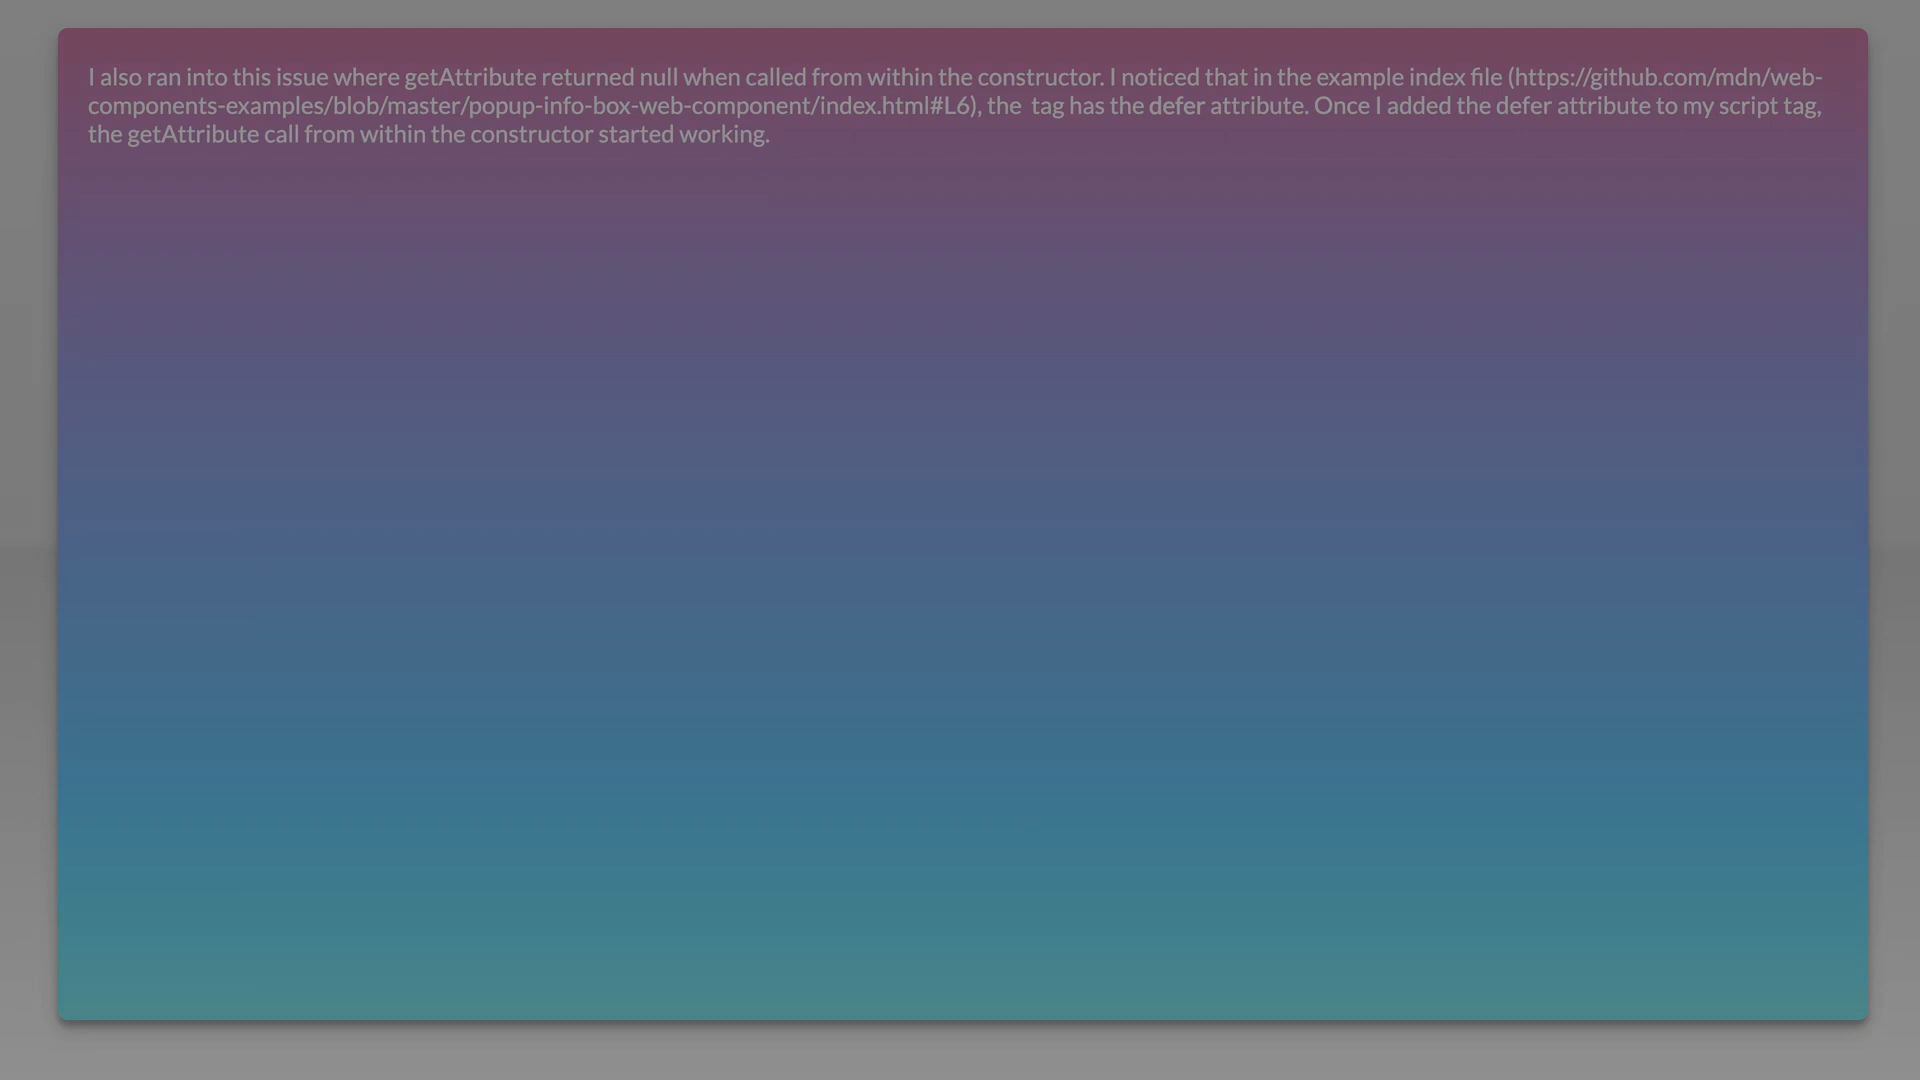 I also ran into this issue where getAttribute returned null when called from within the constructor. I noticed that in the example index file (https://github.com/mdn/web-
components-examples/blob/master/popup-info-box-web-component/index.html#L6), the  tag has the defer attribute. Once I added the defer attribute to my script tag,
the getAttribute call from within the constructor started working.